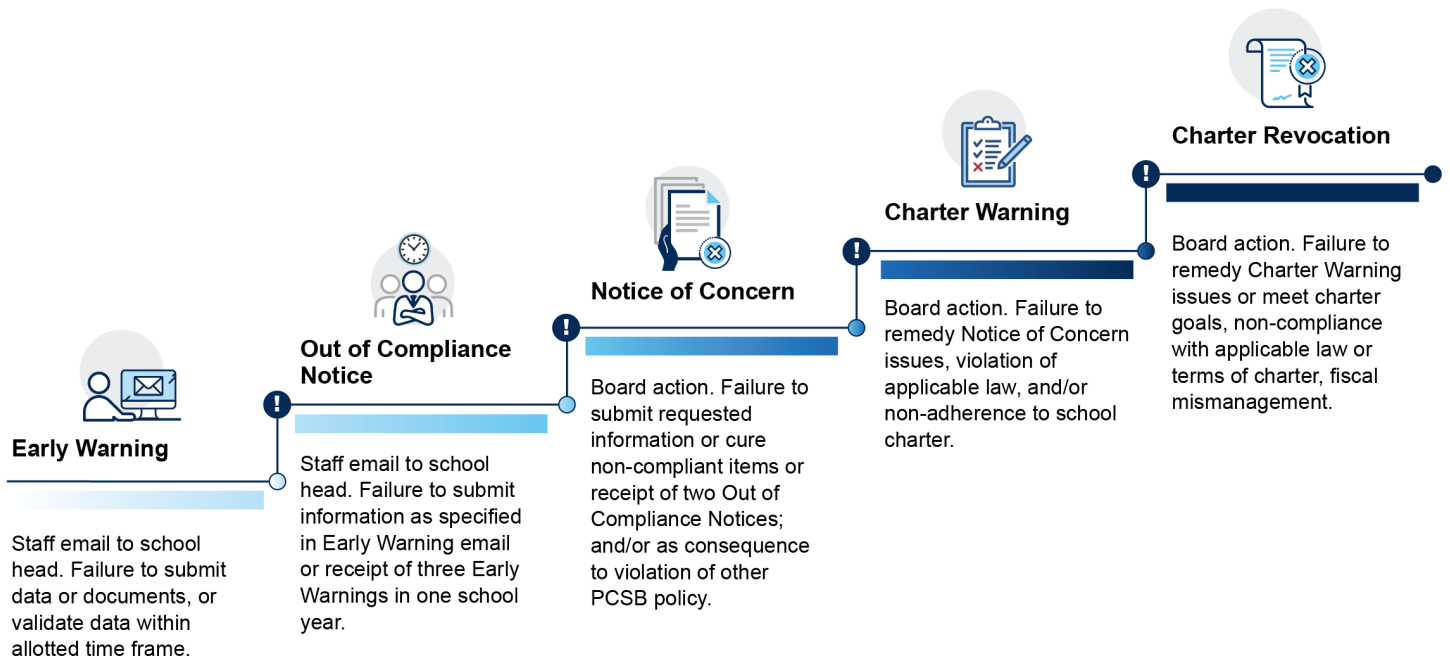 Early Warning
Staff email to school
head. Failure to submit
data or documents, or
validate data within
allotted time frame.
Out of Compliance
Notice
Staff email to school
head. Failure to submit
information as specified
in Early Warning email
or receipt of three Early
Warnings in one school
year.
Notice of Concern
Board action. Failure to
submit requested
information or cure
non-compliant items or
receipt of two Out of
Compliance Notices;
and/or as consequence
to violation of other
PCSB policy.
Charter Warning
Board action. Failure to
remedy Notice of Concern
issues, violation of
applicable law, and/or
non-adherence to school
charter.
Charter Revocation
Board action. Failure to
remedy Charter Warning
issues or meet charter
goals, non-compliance
with applicable law or
terms of charter, fiscal
mismanagement.